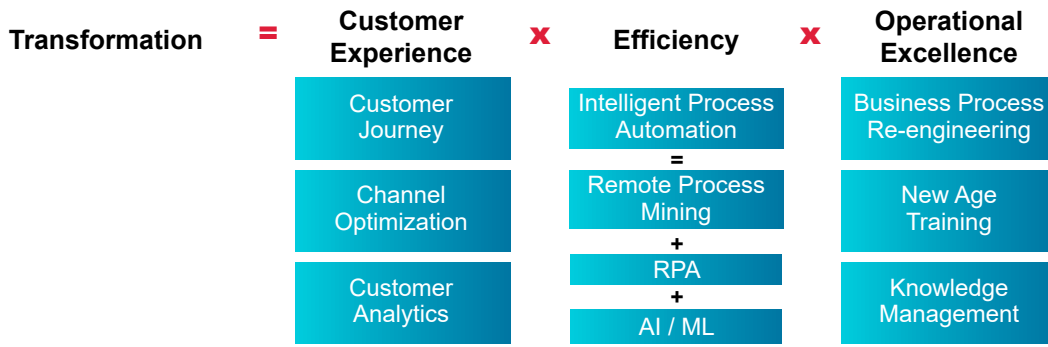 Transformation
=
Customer
Experience
x
Efficiency
x
Operational
Excellence
Customer
Journey
Channel
Optimization
Customer
Analytics
Intelligent Process
Automation
=
Remote Process
Mining
+
RPA
+
AI / ML
Business Process
Re-engineering
New Age
Training
Knowledge
Management